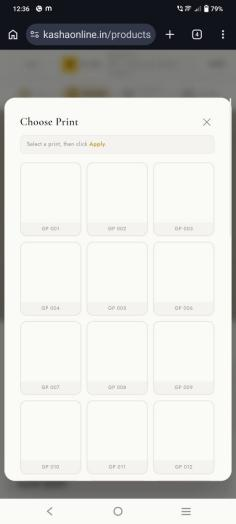 12:36
79%
kashaonline.in/products
4
Choose Print
Select a print, then click Apply.
GP 001 GP 002 GP 003
GP 004 GP 005 GP 006
GP 007 GP 008 GP 009
GP 010 GP 011 GP 012